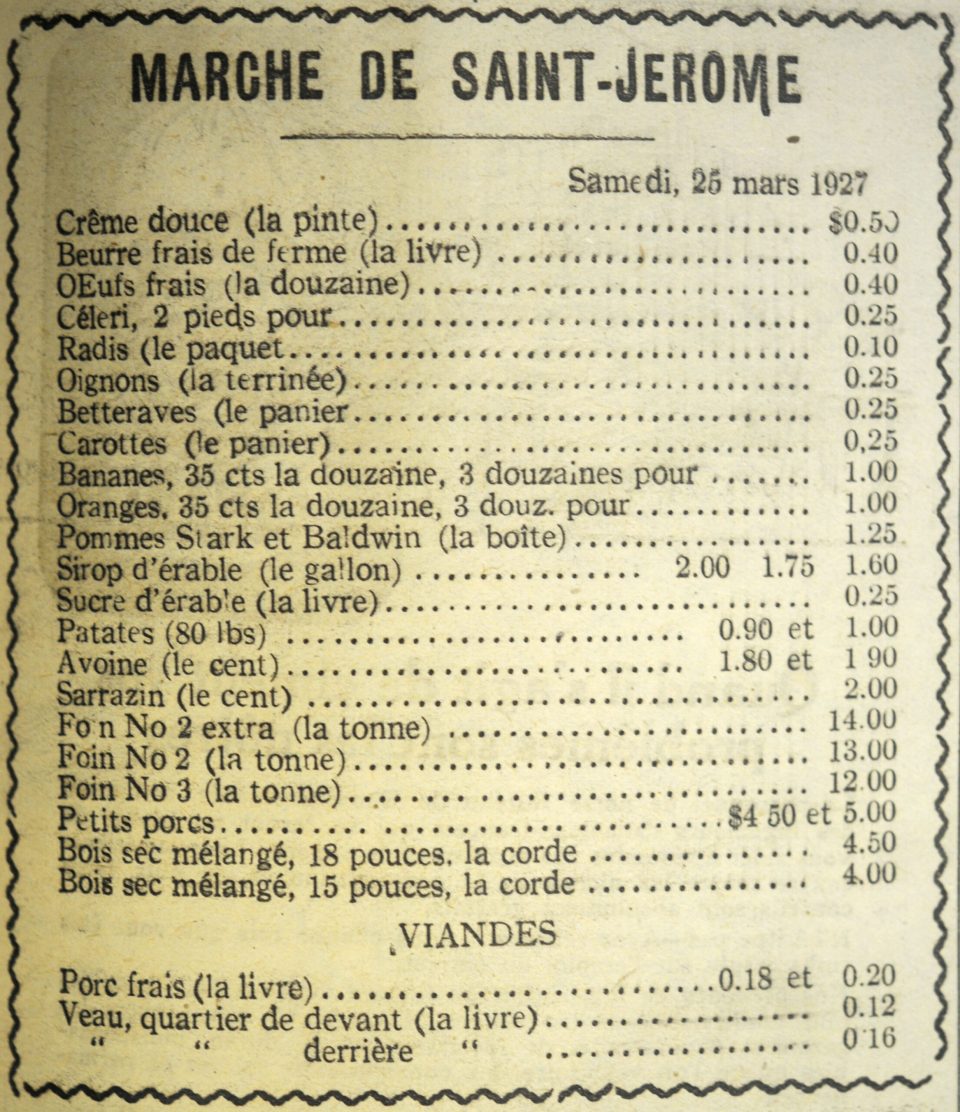 MARCHE DE SAINT-JEROME
Samedi, 25 mars 1927
Crême douce (la pinte)........................... $0.50
Beurre frais de ferme (la livre) .................... 0.40
OEufs frais (la douzaine)......................... 0.40
Céleri, 2 pieds pour.............................. 0.25
Radis (le paquet................................. 0.10
Oignons (la terrinée)............................. 0.25
Betteraves (le panier............................. 0.25
Carottes (le panier).............................. 0,25
Bananes, 35 cts la douzaine, 3 douzaines pour ....... 1.00
Oranges, 35 cts la douzaine, 3 douz. pour........... 1.00
Pommes Stark et Baldwin (la boîte)............... 1.25
Sirop d'érable (le gallon) .............. 2.00 1.75 1.60
Sucre d'érable (la livre)........................... 0.25
Patates (80 lbs) ......................... 0.90 et 1.00
Avoine (le cent)......................... 1.80 et 1 90
Sarrazin (le cent) ................................ 2.00
Fo n No 2 extra (la tonne) ........................ 14.00
Foin No 2 (la tonne)............................. 13.00
Foin No 3 (la tonne)............................. 12.00
Petits porcs.......... ............ .........$4 50 et 5.00
Bois sec mélangé, 18 pouces, la corde .............. 4.50
Bois sec mélangé, 15 pouces, la corde .............. 4.00
VIANDES
Porc frais (la livre).........................0.18 et 0.20
Veau, quartier de devant (la livre)................. 0.12
" " derrière " ................. 0 16